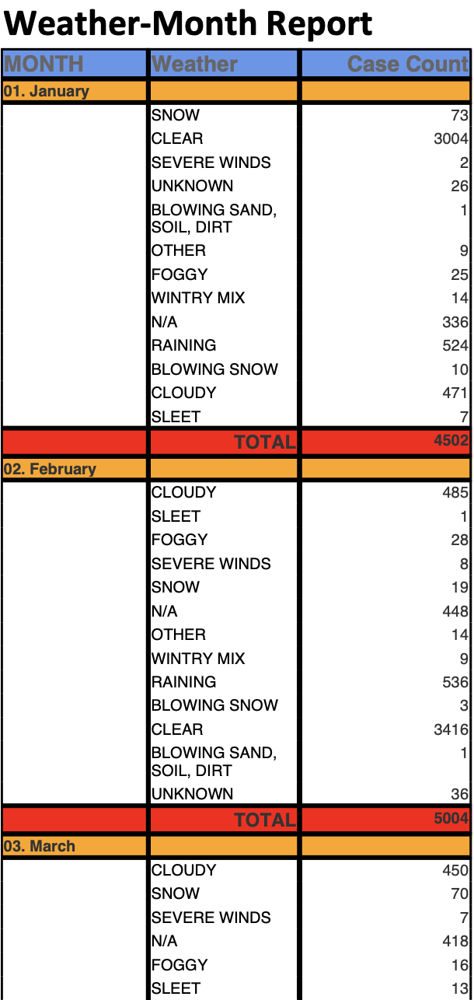 Weather-Month Report
MONTH Weather Case Count
01. January
SNOW 73
CLEAR 3004
SEVERE WINDS 2
UNKNOWN 26
BLOWING SAND, 1
SOIL, DIRT
OTHER 9
FOGGY 25
WINTRY MIX 14
N/A 336
RAINING 524
BLOWING SNOW 10
CLOUDY 471
SLEET 7
TOTAL 4502
02. February
CLOUDY 485
SLEET 1
FOGGY 28
SEVERE WINDS 8
SNOW 19
N/A 448
OTHER 14
WINTRY MIX 9
RAINING 536
BLOWING SNOW 3
CLEAR 3416
BLOWING SAND, 1
SOIL, DIRT
UNKNOWN 36
TOTAL 5004
03. March
CLOUDY 450
SNOW 70
SEVERE WINDS 7
N/A 418
FOGGY 16
SLEET 13